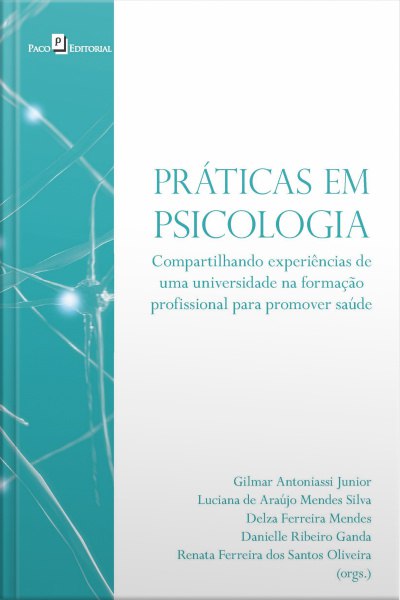 PACO EDITORIAL
PRÁTICAS EM
PSICOLOGIA
Compartilhando experiências de
uma universidade na formação
profissional para promover saúde
Gilmar Antoniassi Junior
Luciana de Araújo Mendes Silva
Delza Ferreira Mendes
Danielle Ribeiro Ganda
Renata Ferreira dos Santos Oliveira
(orgs.)